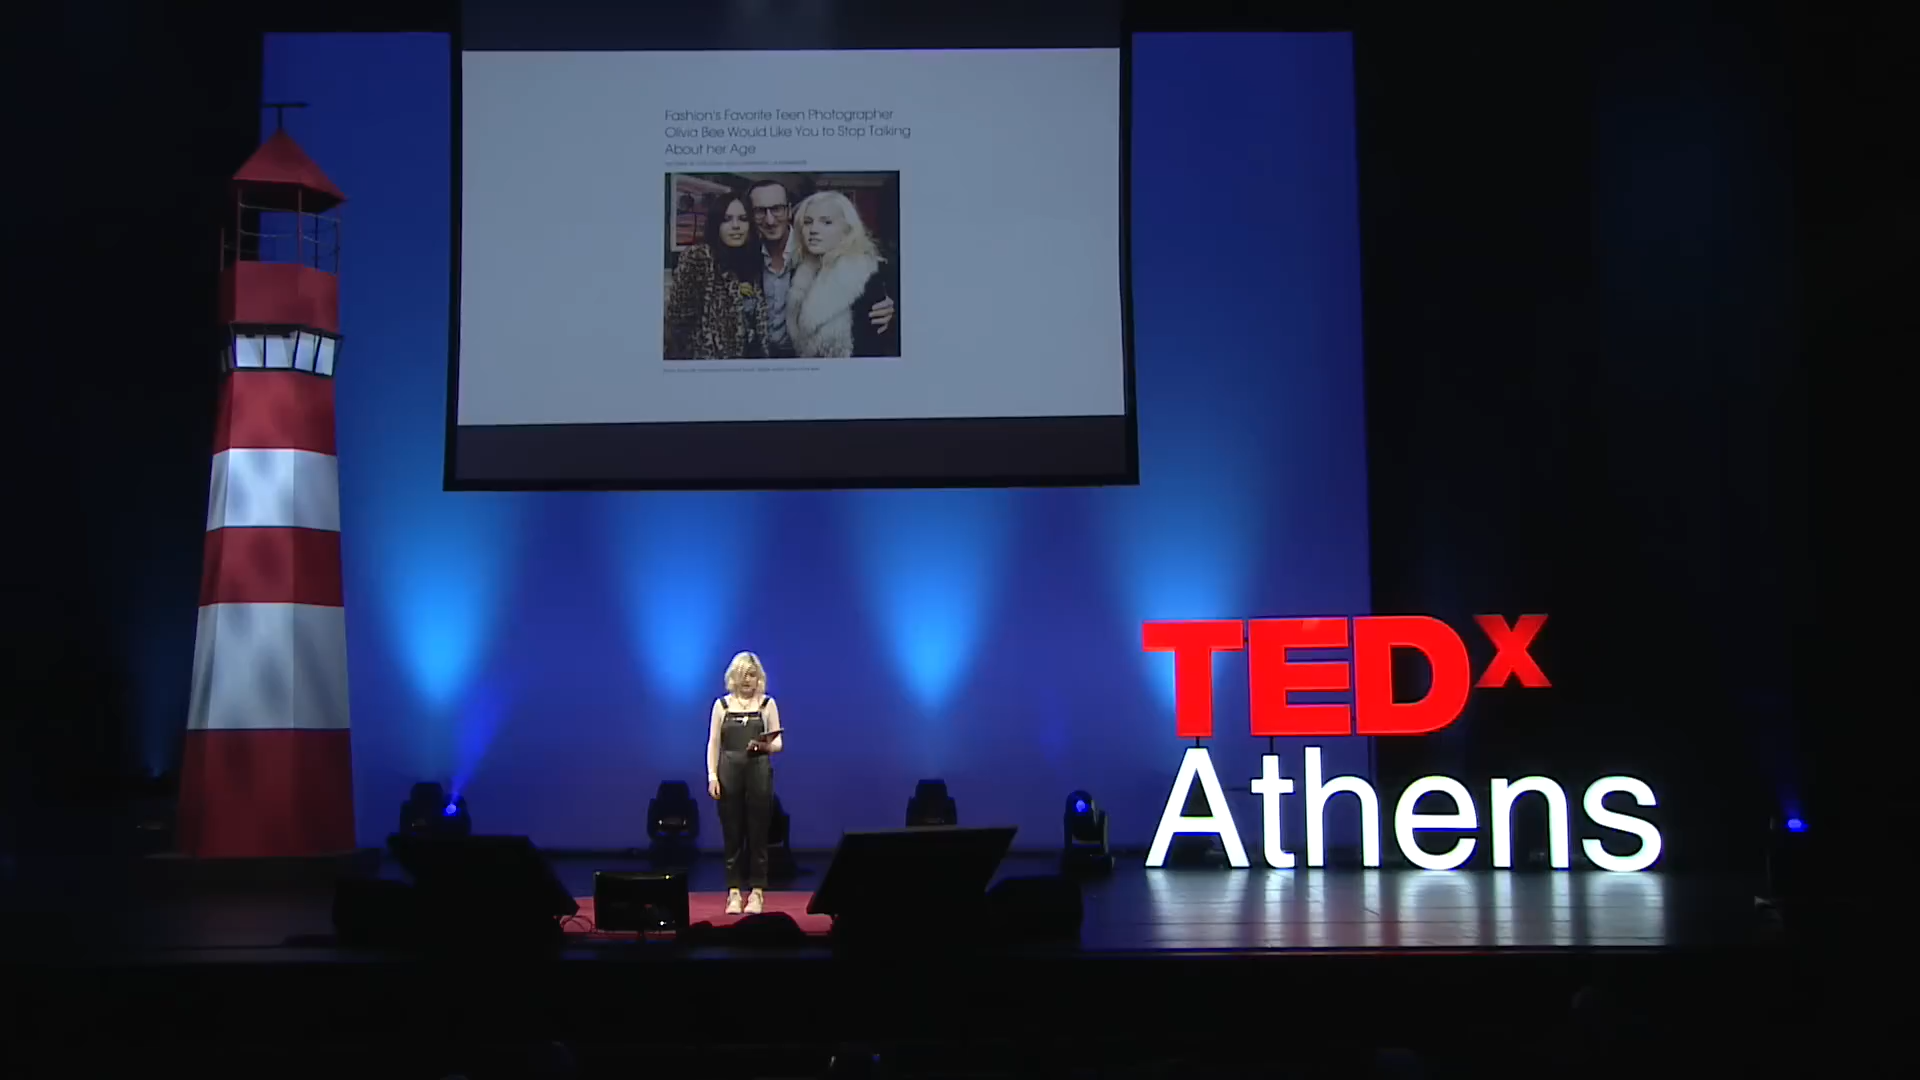 Fashion's Favorite Teen Photographer
Olivia Bee Would Like You to Stop Talking
About her Age
TEDx
Athens